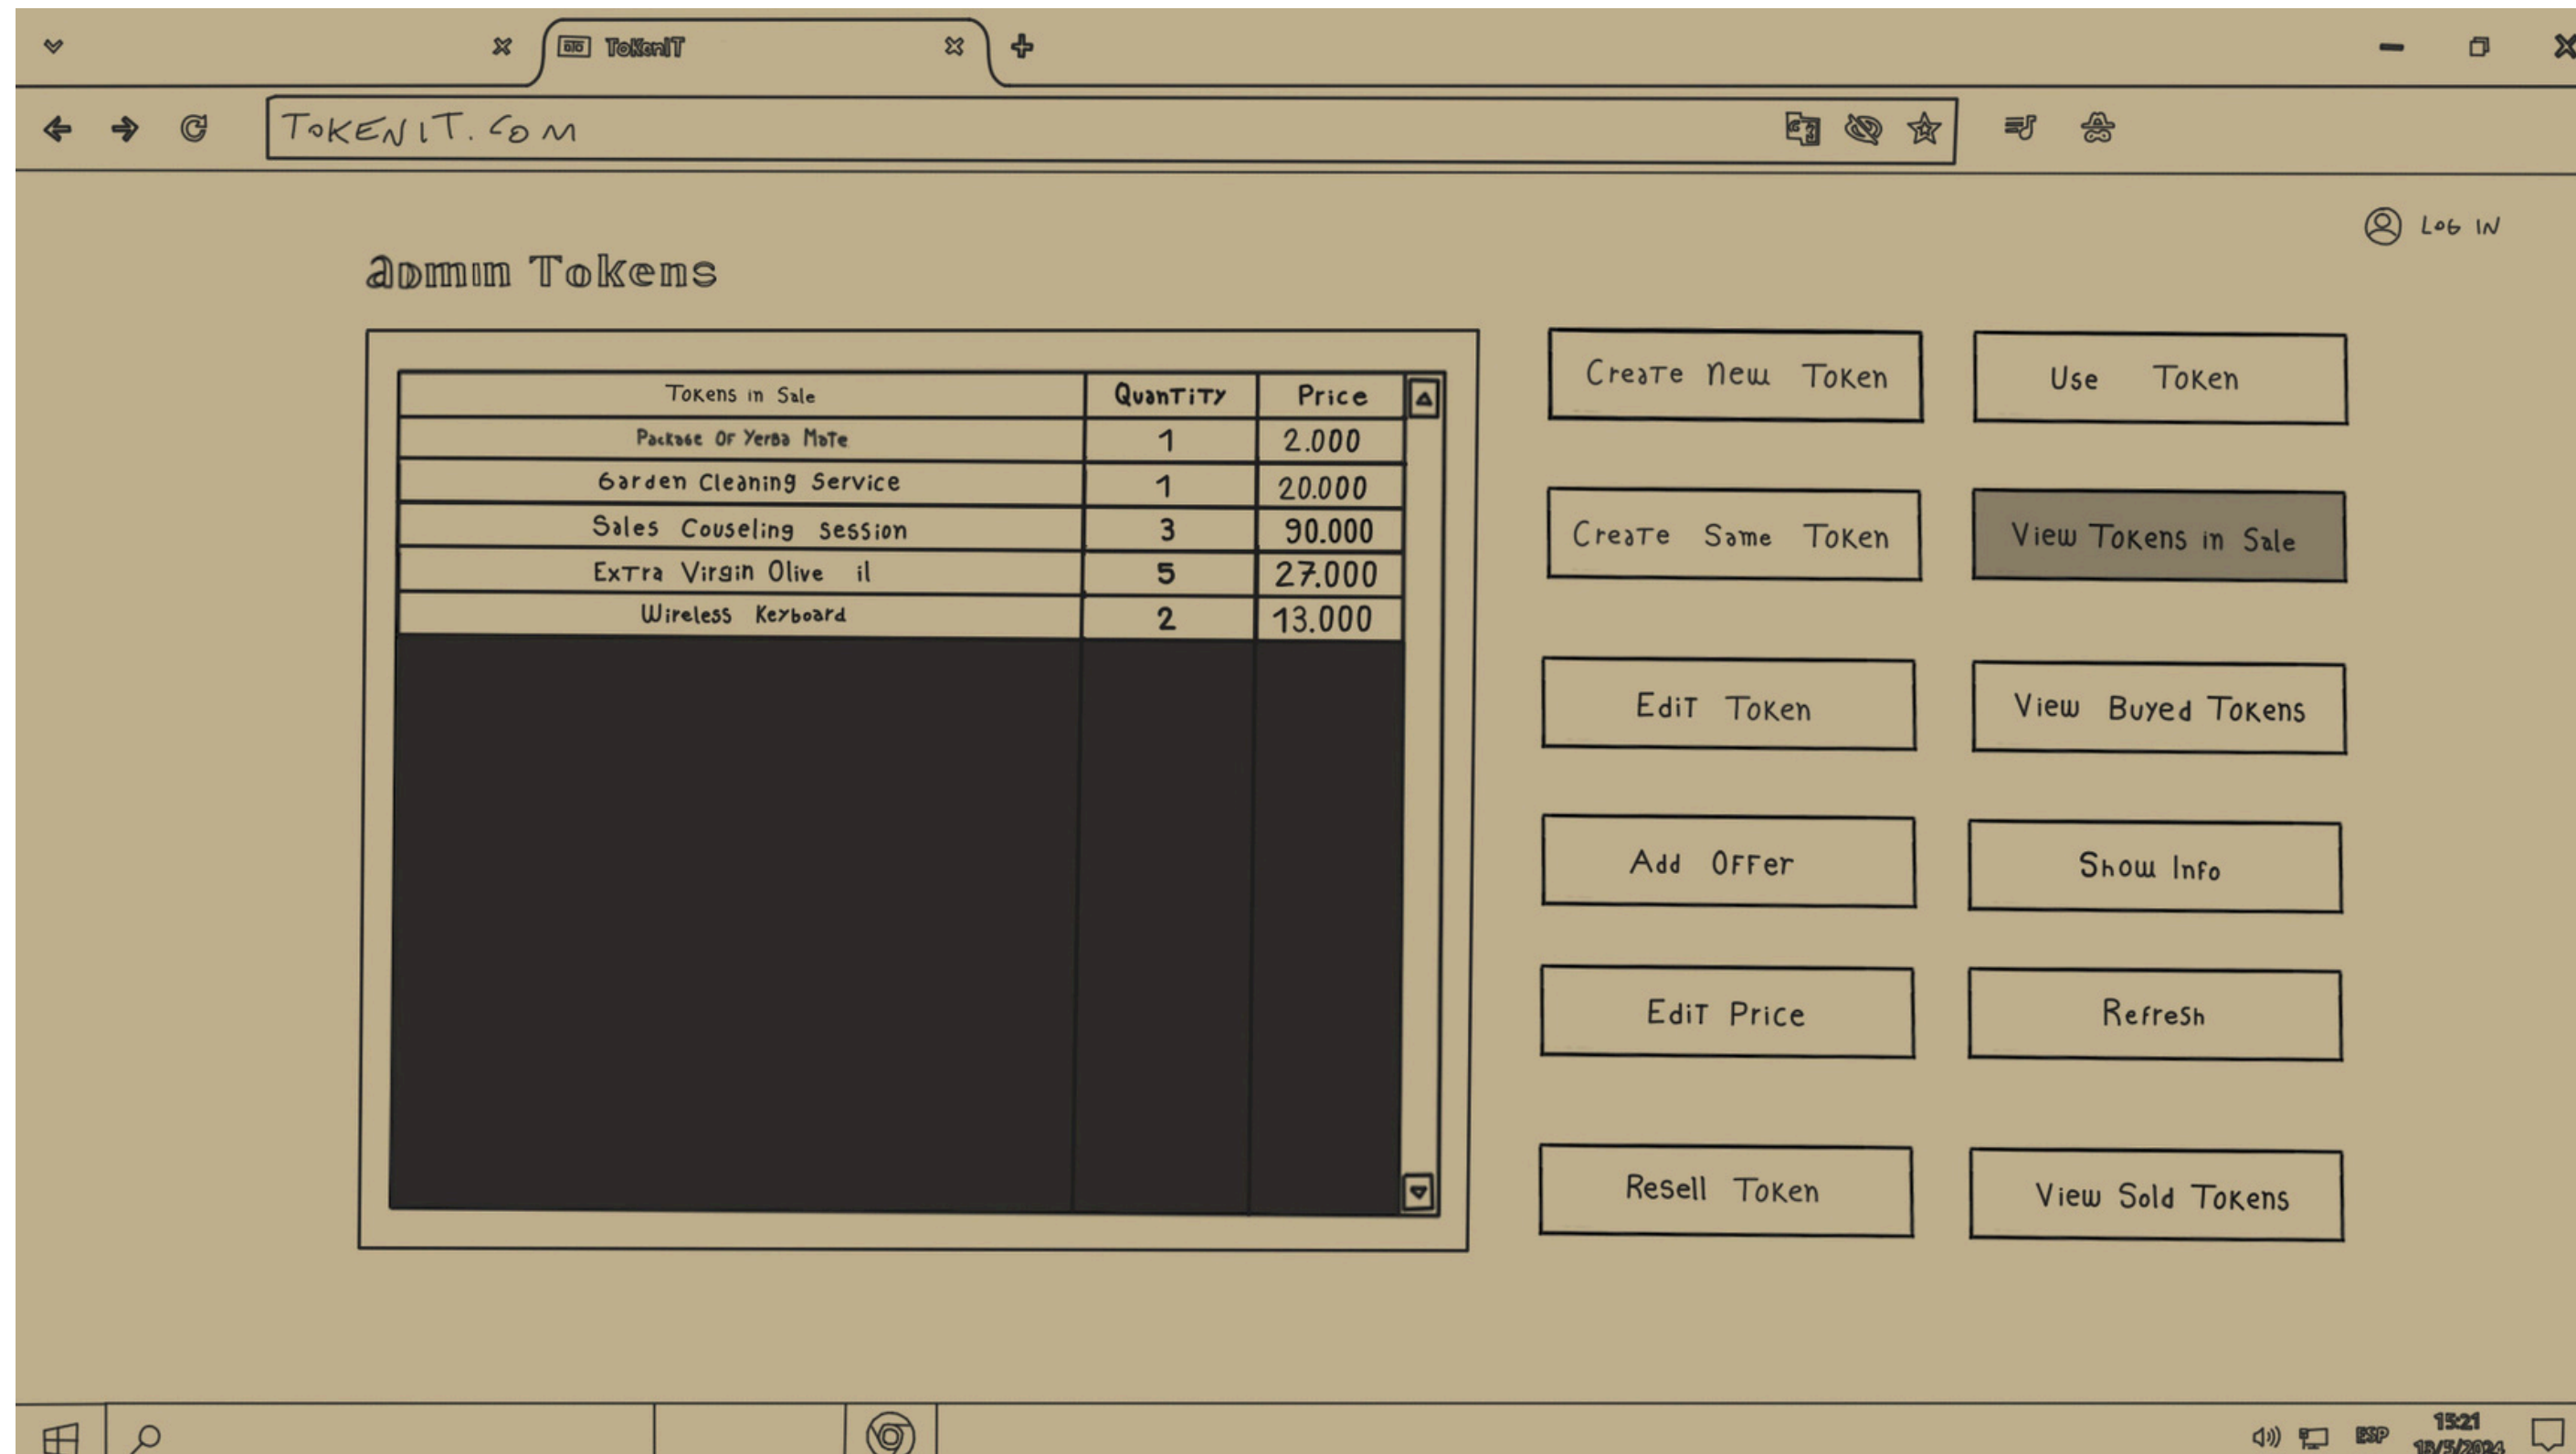 TokenIT
TOKENIT.COM
LOG IN
aDmin Tokens
Tokens in Sale Quantity Price
Package Of Yerba Mate 1 2.000
Garden Cleaning Service 1 20.000
Sales Couseling session 3 90.000
Extra Virgin Olive il 5 27.000
Wireless Keyboard 2 13.000
Create New Token
Use Token
Create Same Token
View Tokens in Sale
Edit Token
View Buyed Tokens
Add Offer
Show Info
Edit Price
Refresh
Resell Token
View Sold Tokens
ESP
15:21
13/5/2024